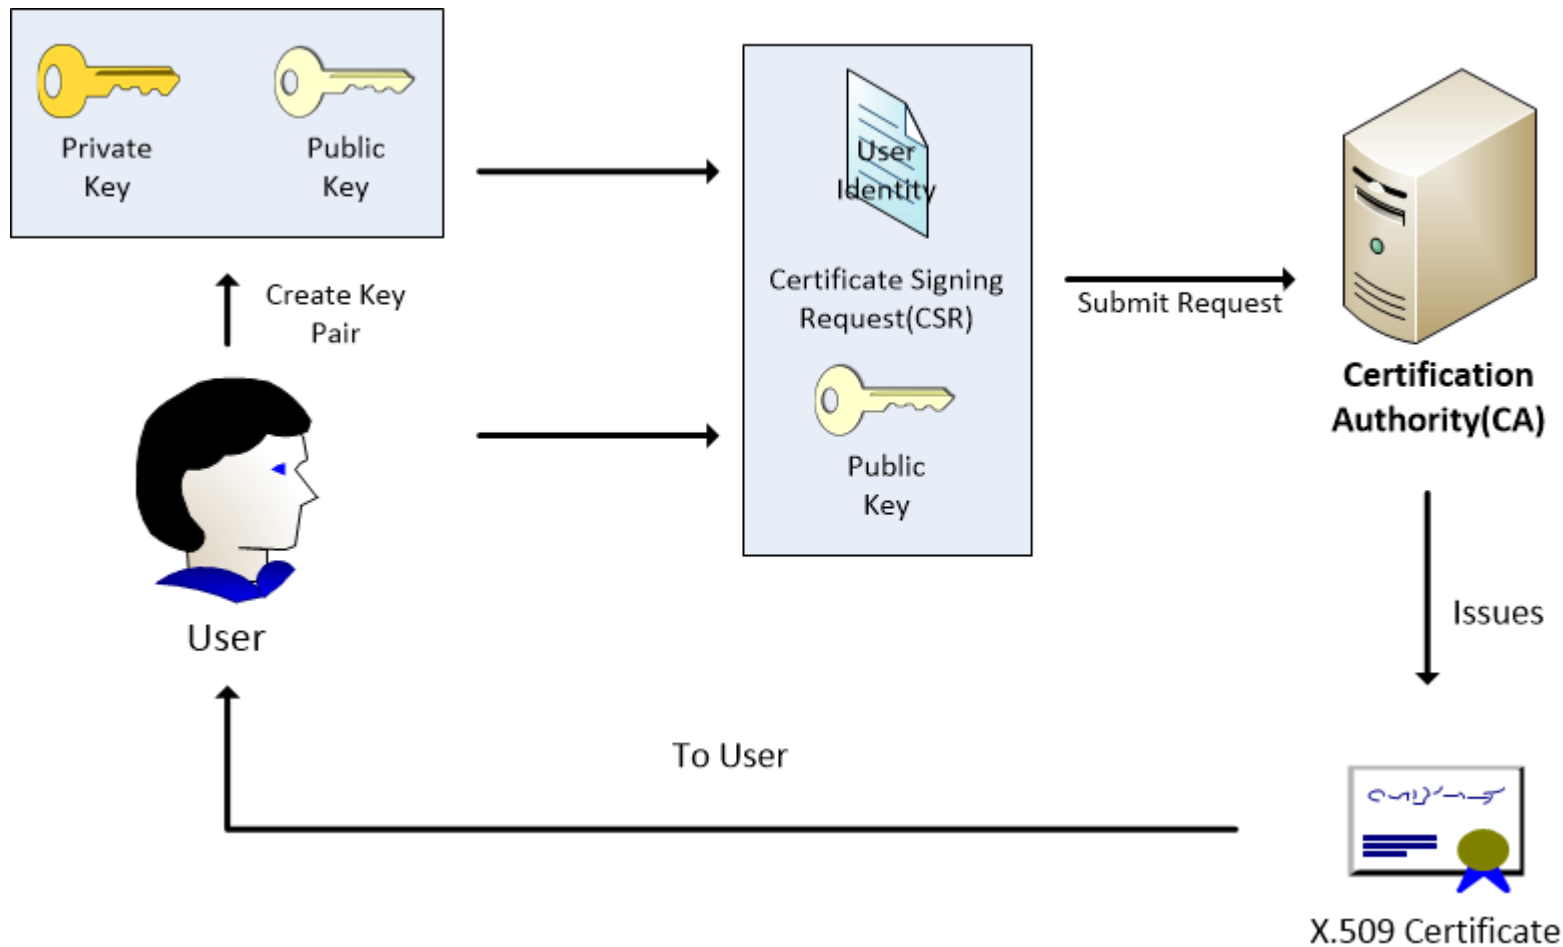 Private
Key
Public
Key
Create Key
Pair
User
User
Identity
Certificate Signing
Request(CSR)
Public
Key
Submit Request
Certification
Authority(CA)
Issues
To User
X.509 Certificate